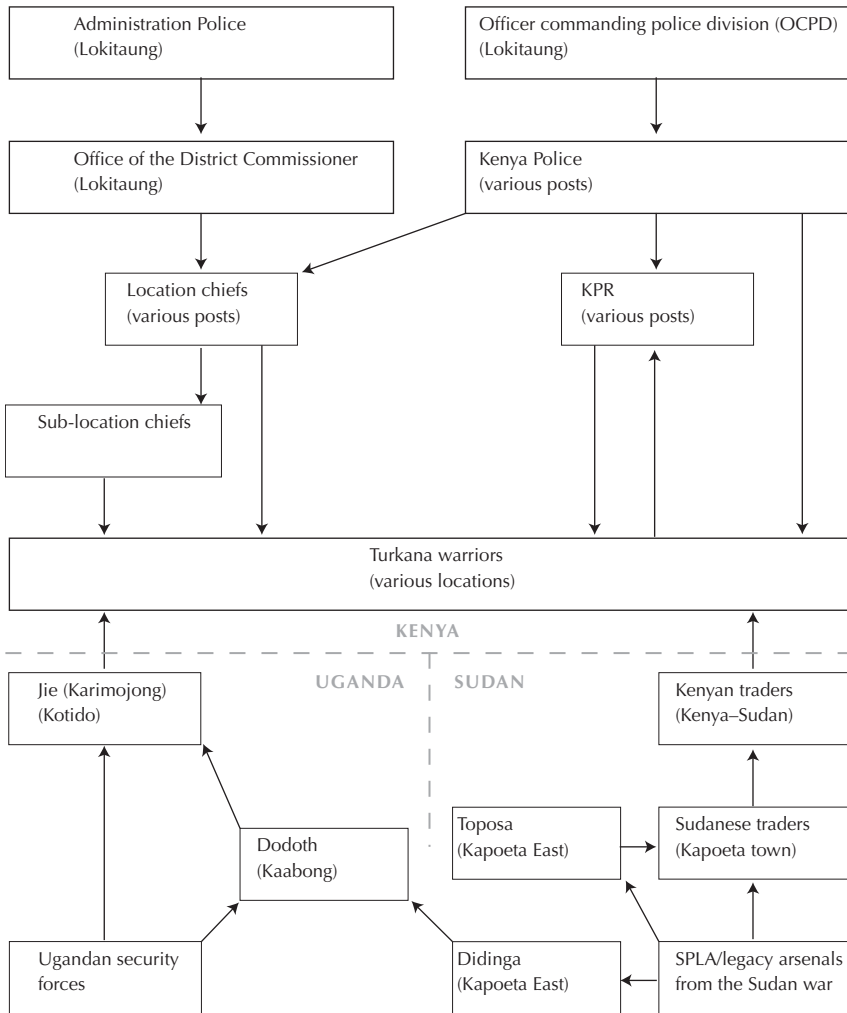 Administration Police
(Lokitaung)
Officer commanding police division (OCPD)
(Lokitaung)
Office of the District Commissioner
(Lokitaung)
Kenya Police
(various posts)
Location chiefs
(various posts)
KPR
(various posts)
Sub-location chiefs
Turkana warriors
(various locations)
KENYA
UGANDA
SUDAN
Jie (Karimojong)
(Kotido)
Kenyan traders
(Kenya–Sudan)
Dodoth
(Kaabong)
Toposa
(Kapoeta East)
Sudanese traders
(Kapoeta town)
Ugandan security
forces
Didinga
(Kapoeta East)
SPLA/legacy arsenals
from the Sudan war